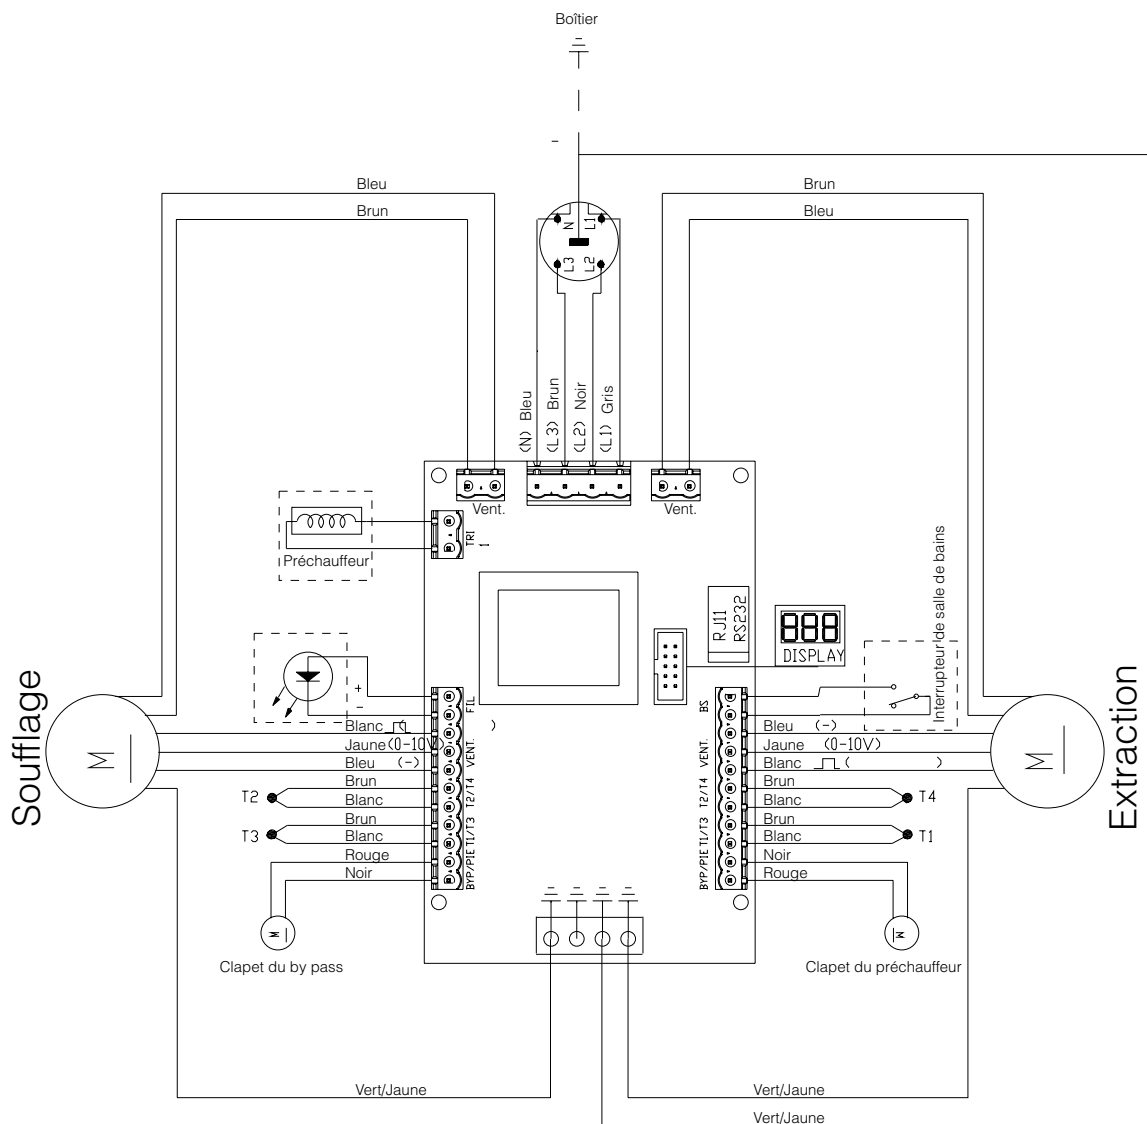 Boîtier
Bleu
Brun
Brun
Bleu
N
L1
L3
L2
(N) Bleu
(L3) Brun
(L2) Noir
(L1) Gris
Vent.
Vent.
TRI
1
Préchauffeur
RJ11
RS232
888
DISPLAY
Interrupteur de salle de bains
Soufflage
M
+
-
FIL
Blanc ( )
Jaune (0-10V)
Bleu (-)
VENT.
Brun
Blanc
T2
T2/T4
Brun
Blanc
T3
T1/T3
Rouge
Noir
BYP/PIE
M
Clapet du by pass
BS
Bleu (-)
Jaune (0-10V)
Blanc ( )
VENT.
Brun
Blanc
T4
T2/T4
Brun
Blanc
T1
T1/T3
Noir
Rouge
BYP/PIE
M
Clapet du préchauffeur
M
Extraction
Vert/Jaune
Vert/Jaune
Vert/Jaune